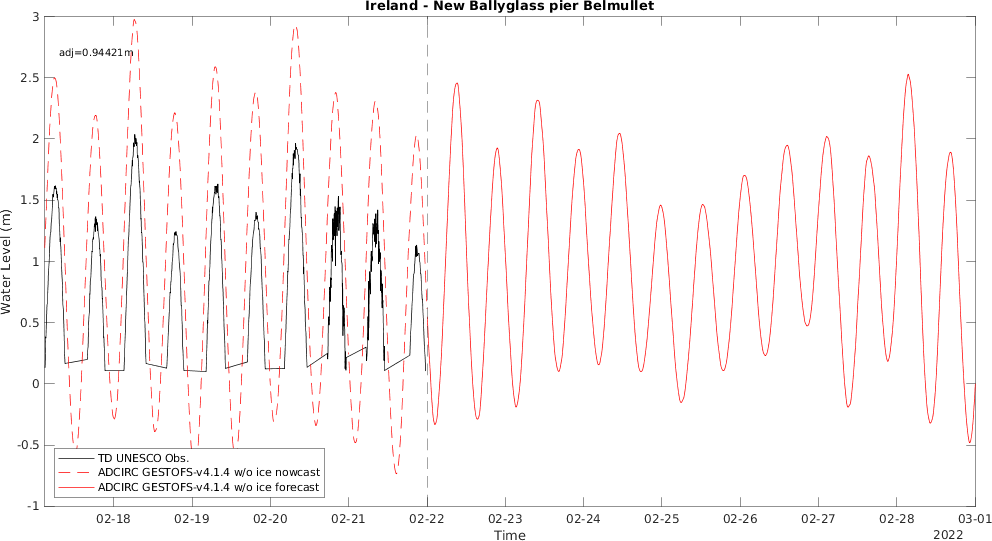 Ireland - New Ballyglass pier Belmullet
adj=0.94421m
Water Level (m)
3
2.5
2
1.5
1
0.5
0
-0.5
-1
TD UNESCO Obs.
ADCIRC GESTOFS-v4.1.4 w/o ice nowcast
ADCIRC GESTOFS-v4.1.4 w/o ice forecast
02-18 02-19 02-20 02-21 02-22 02-23 02-24 02-25 02-26 02-27 02-28 03-01
Time
2022